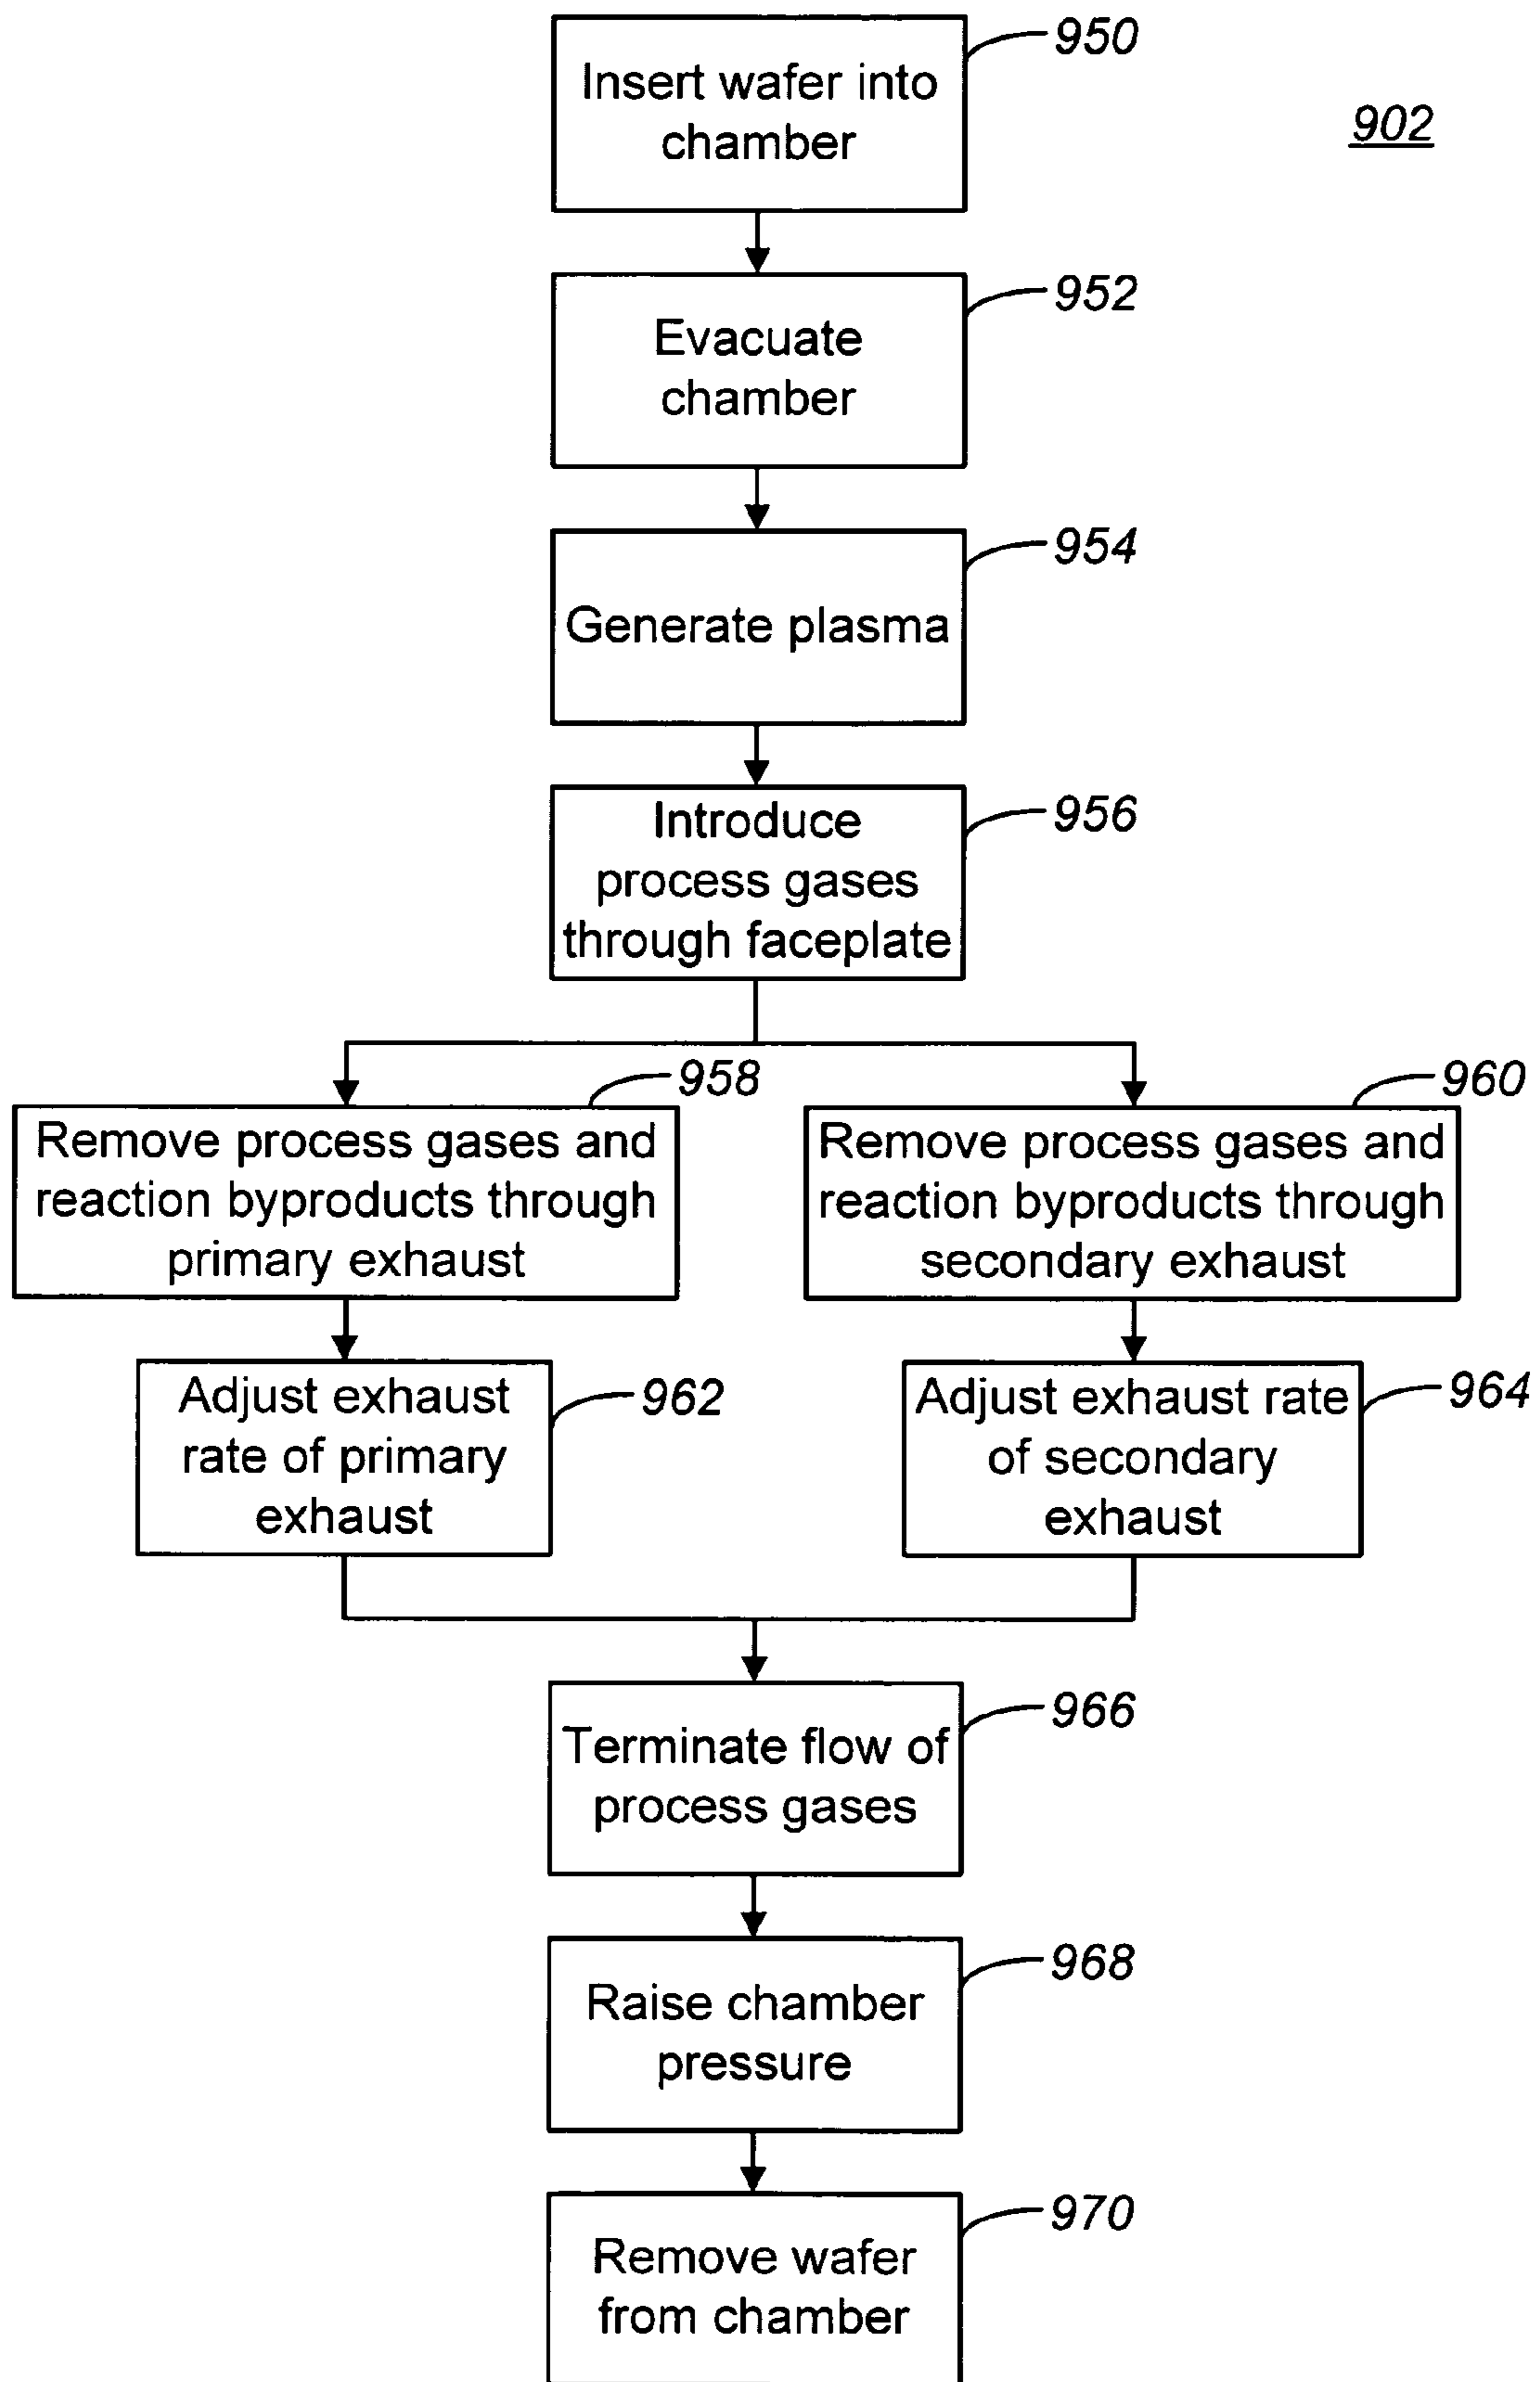 950
Insert wafer into
chamber
902
952
Evacuate
chamber
954
Generate plasma
956
Introduce
process gases
through faceplate
958
Remove process gases and
reaction byproducts through
primary exhaust
960
Remove process gases and
reaction byproducts through
secondary exhaust
962
Adjust exhaust
rate of primary
exhaust
964
Adjust exhaust rate
of secondary
exhaust
966
Terminate flow of
process gases
968
Raise chamber
pressure
970
Remove wafer
from chamber